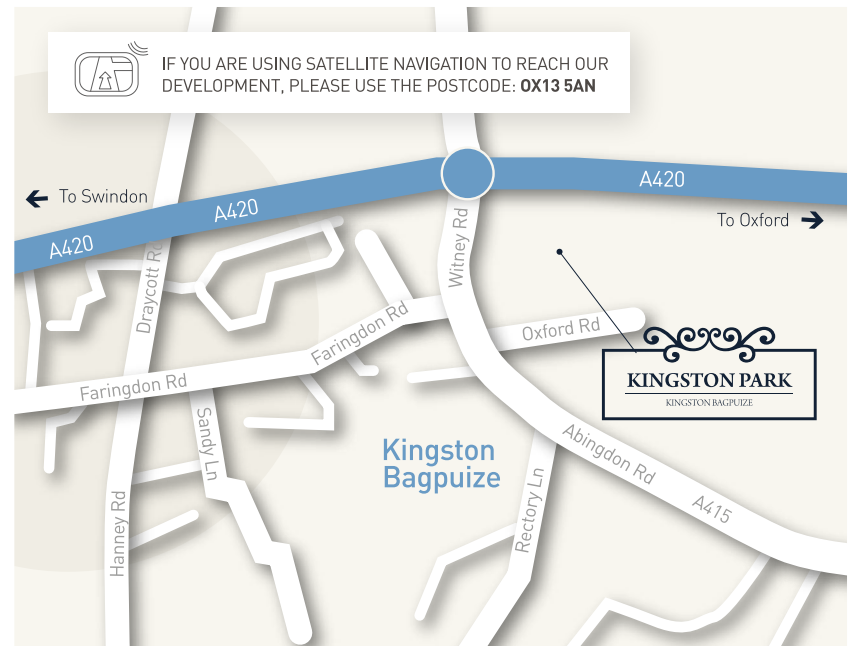 IF YOU ARE USING SATELLITE NAVIGATION TO REACH OUR
DEVELOPMENT, PLEASE USE THE POSTCODE: OX13 5AN
To Swindon
A420
A420
A420
To Oxford
Draycott Rd
Witney Rd
Faringdon Rd
Oxford Rd
Faringdon Rd
KINGSTON PARK
KINGSTON BAGPUIZE
Sandy Ln
Kingston
Bagpuize
Abingdon Rd
A415
Rectory Ln
Hanney Rd